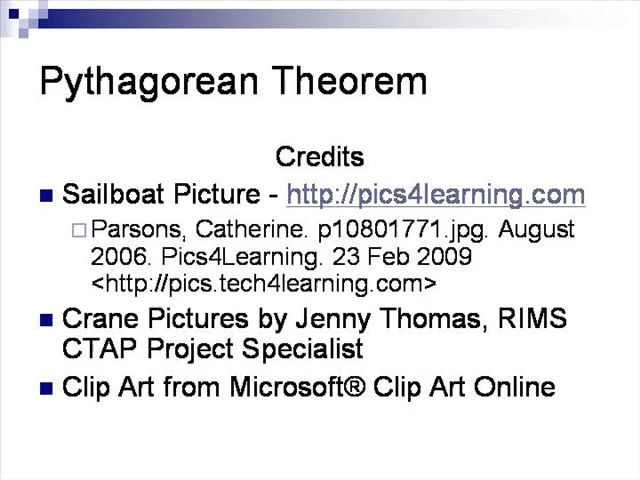 Pythagorean Theorem
Credits
Sailboat Picture - http://pics4learning.com
Parsons, Catherine. p10801771.jpg. August
2006. Pics4Learning. 23 Feb 2009
<http://pics.tech4learning.com>
Crane Pictures by Jenny Thomas, RIMS
CTAP Project Specialist
Clip Art from Microsoft® Clip Art Online